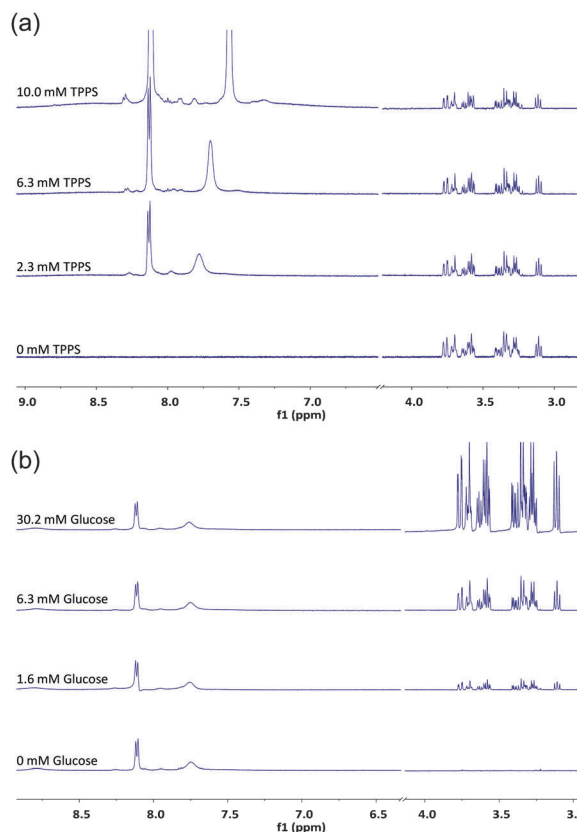 (a)
10.0 mM TPPS
6.3 mM TPPS
2.3 mM TPPS
0 mM TPPS
9.0 8.5 8.0 7.5 7.0 4.0 3.5 3.0
f1 (ppm)
(b)
30.2 mM Glucose
6.3 mM Glucose
1.6 mM Glucose
0 mM Glucose
8.5 8.0 7.5 7.0 6.5 4.0 3.5 3.0
f1 (ppm)